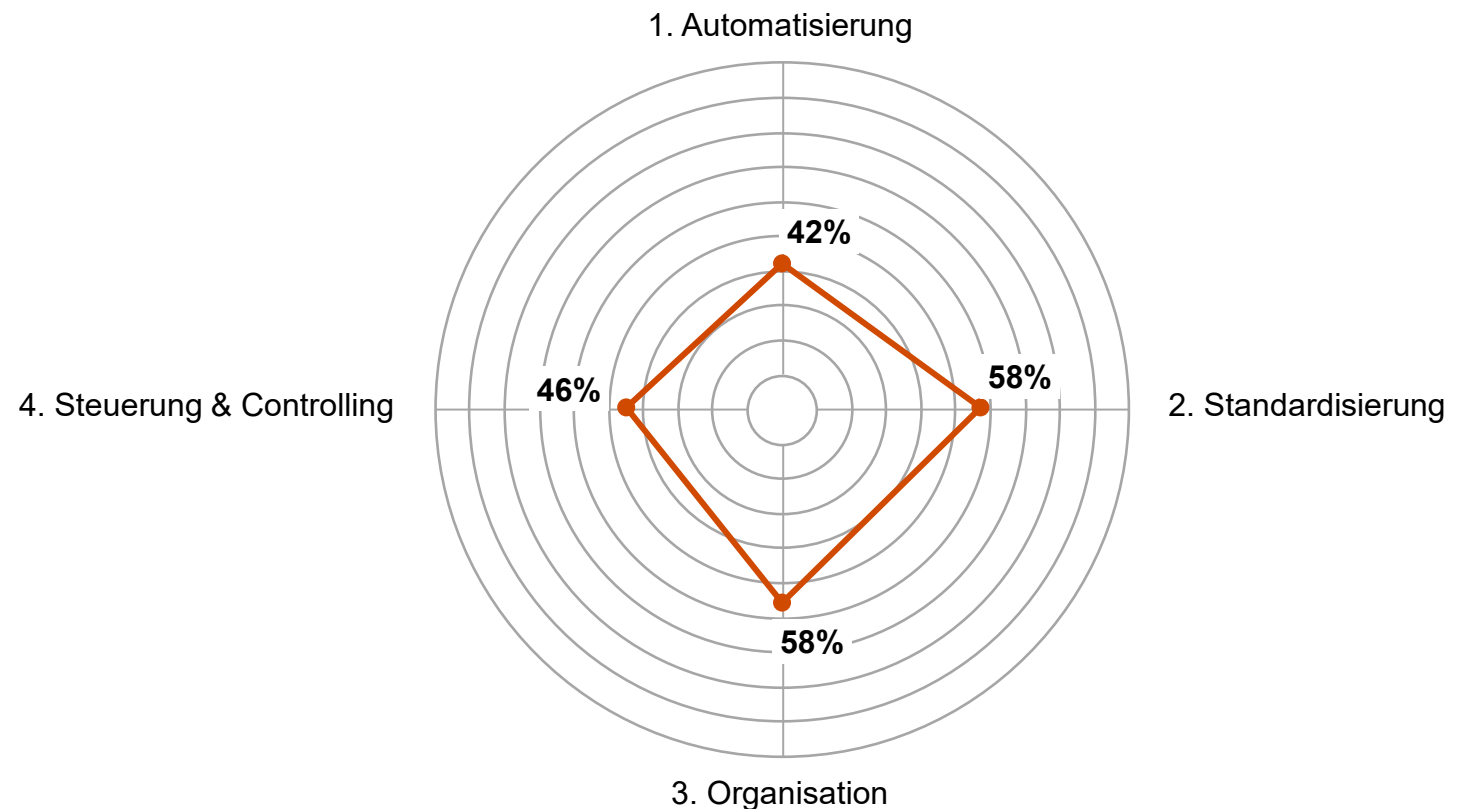 1. Automatisierung
42%
58%
46%
4. Steuerung & Controlling
2. Standardisierung
58%
3. Organisation